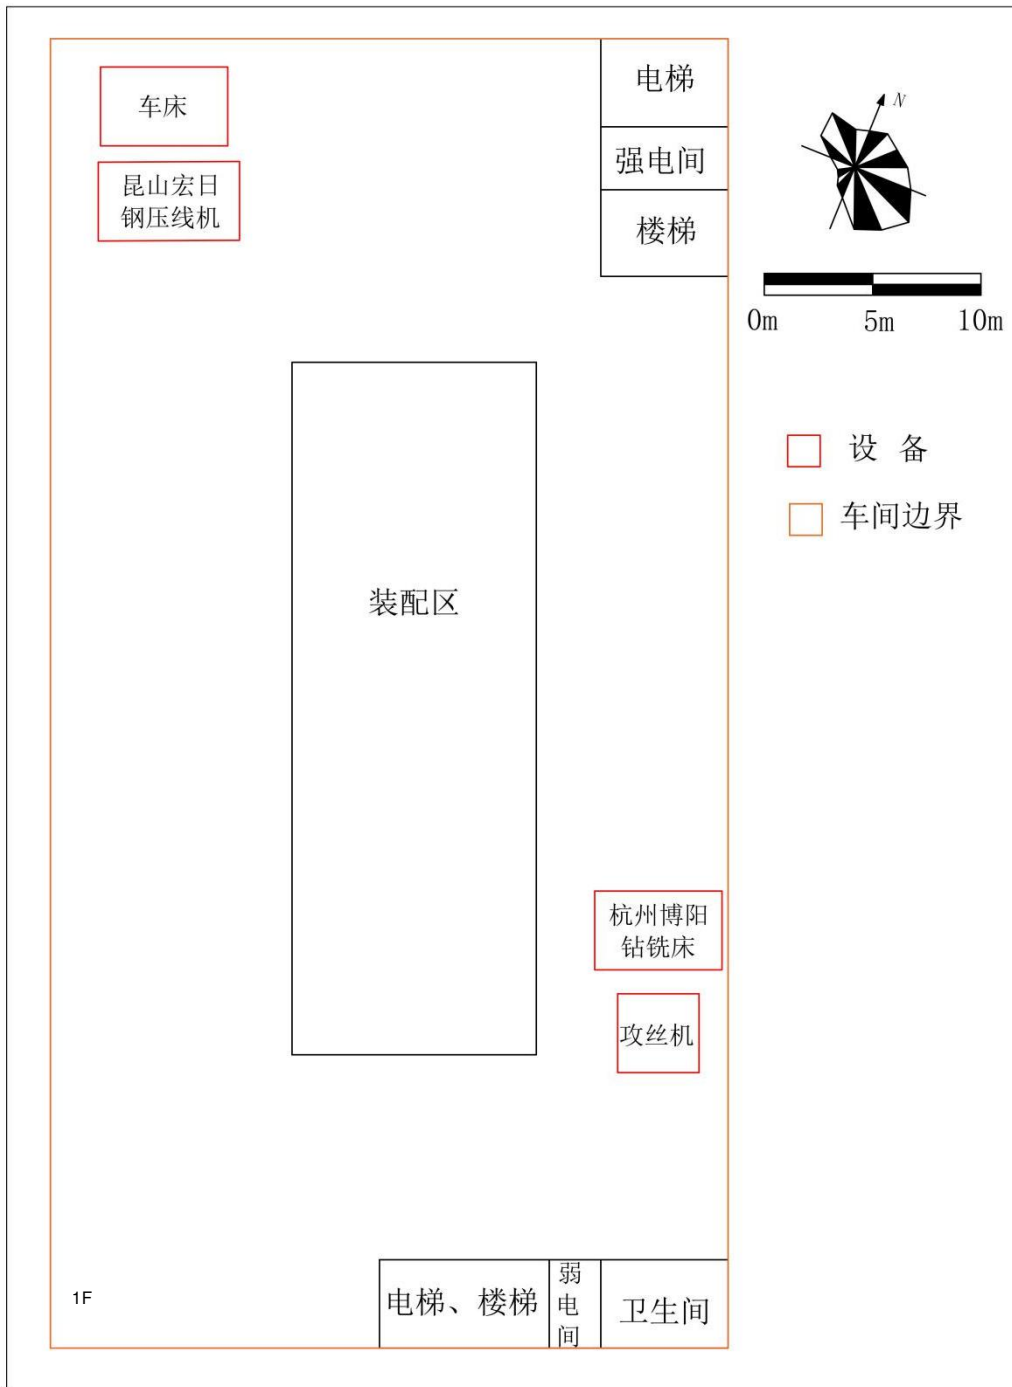 车床
昆山宏日
钢压线机
电梯
强电间
楼梯
N
0m 5m 10m
设 备
车间边界
装配区
杭州博阳
钻铣床
攻丝机
1F
电梯、楼梯
弱
电
间
卫生间